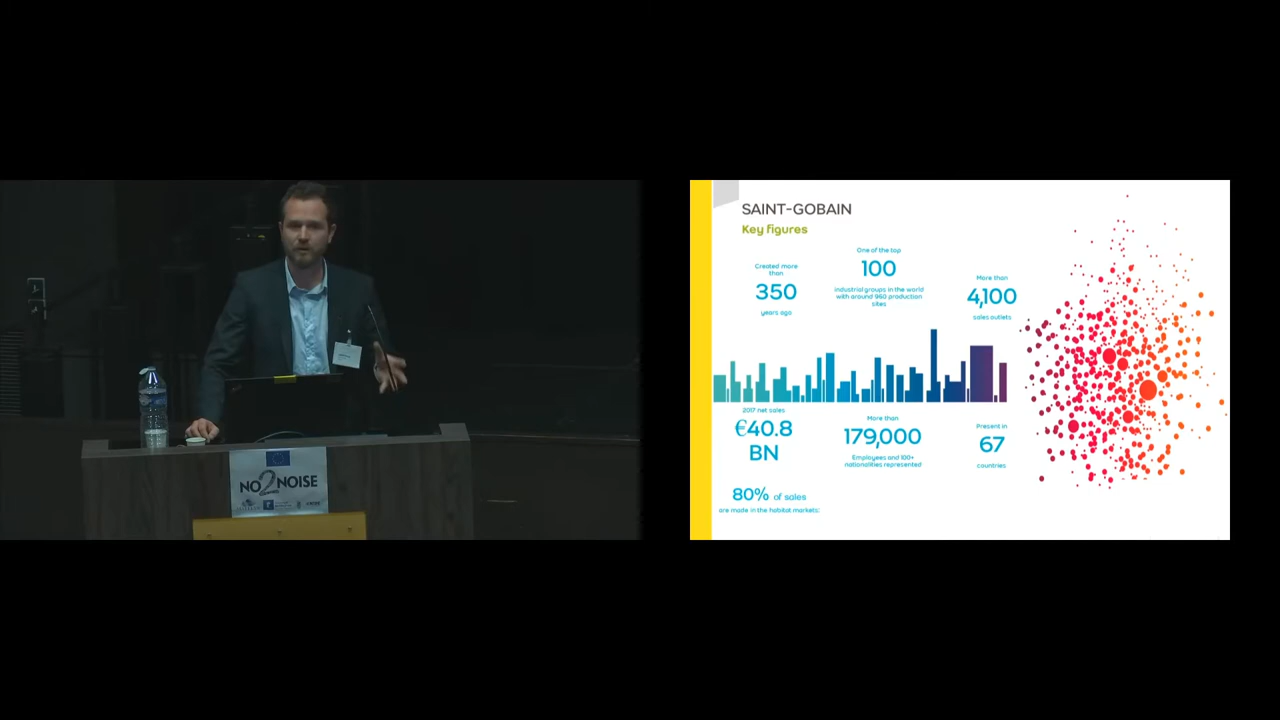 NO2NOISE
SAINT-GOBAIN
Key figures
Created more
than
350
years ago
One of the top
100
industrial groups in the world
with around 950 production
sites
More than
4,100
sales outlets
2017 net sales
€40.8
BN
More than
179,000
Employees and 100+
nationalities represented
Present in
67
countries
80% of sales
are made in the habitat markets: